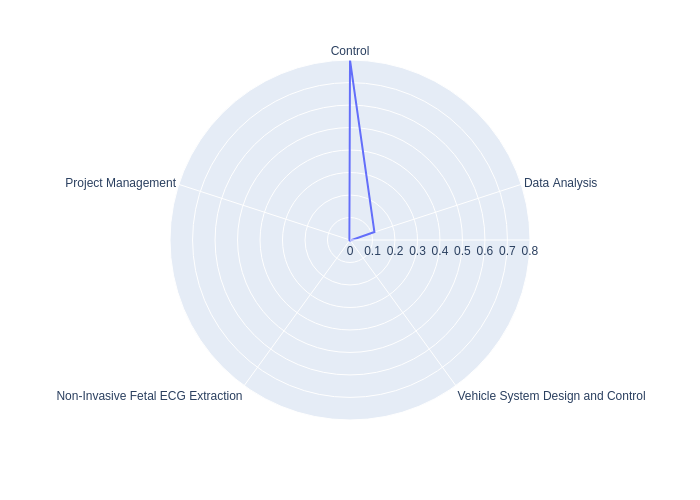 Control
Project Management
Data Analysis
0 0.1 0.2 0.3 0.4 0.5 0.6 0.7 0.8
Non-Invasive Fetal ECG Extraction
Vehicle System Design and Control